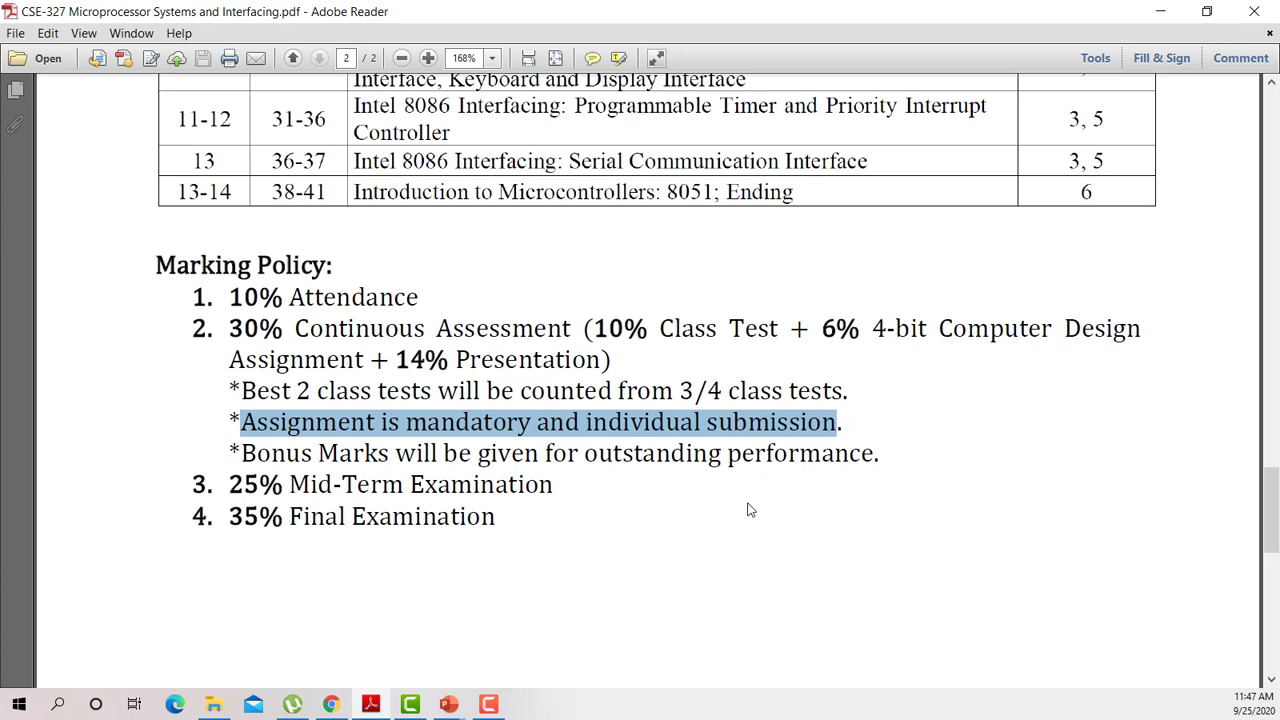 CSE-327 Microprocessor Systems and Interfacing.pdf - Adobe Reader
File Edit View Window Help
Open 2 / 2 168% Tools Fill & Sign Comment
Interface, Keyboard and Display Interface
11-12 31-36 Intel 8086 Interfacing: Programmable Timer and Priority Interrupt 3, 5
Controller
13 36-37 Intel 8086 Interfacing: Serial Communication Interface 3, 5
13-14 38-41 Introduction to Microcontrollers: 8051; Ending 6
Marking Policy:
1. 10% Attendance
2. 30% Continuous Assessment (10% Class Test + 6% 4-bit Computer Design
Assignment + 14% Presentation)
*Best 2 class tests will be counted from 3/4 class tests.
*Assignment is mandatory and individual submission.
*Bonus Marks will be given for outstanding performance.
3. 25% Mid-Term Examination
4. 35% Final Examination
11:47 AM
9/25/2020